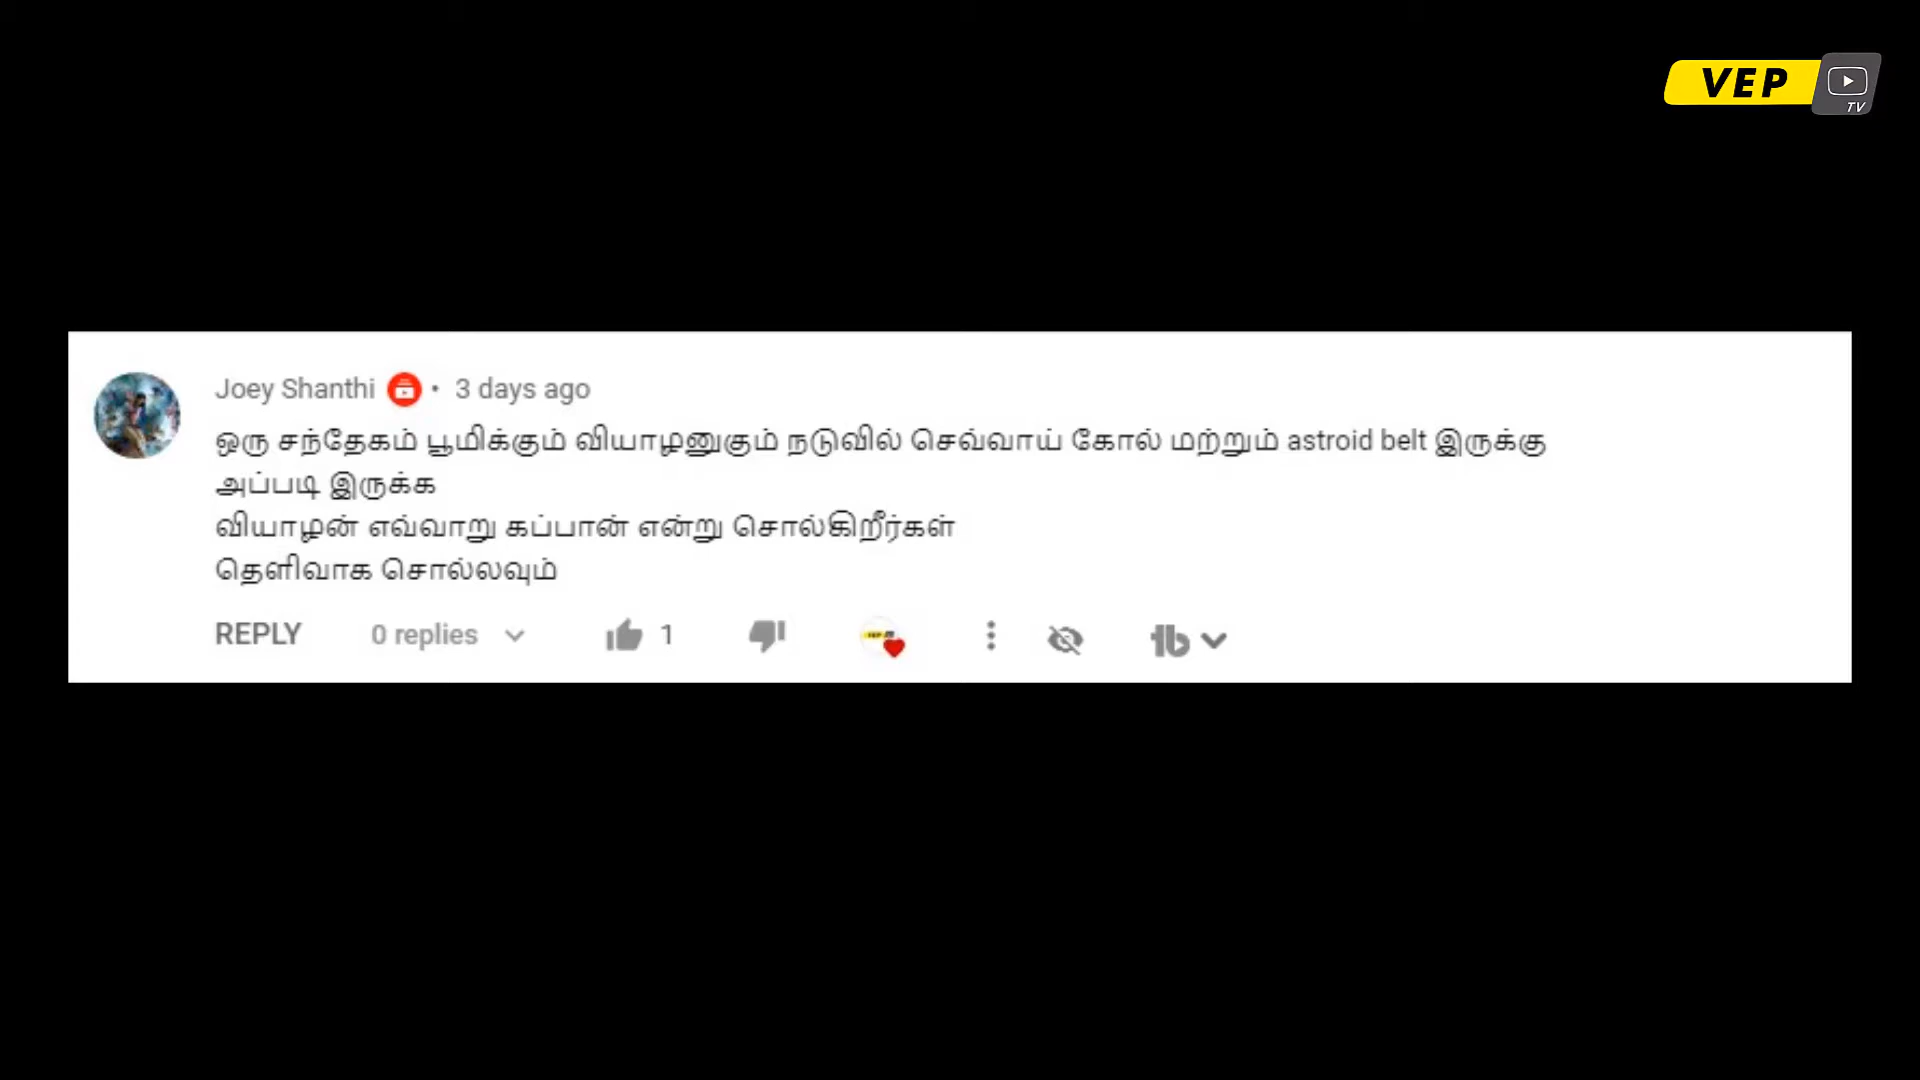 VEP
TV
Joey Shanthi • 3 days ago
ஒரு சந்தேகம் பூமிக்கும் வியாழனுகும் நடுவில் செவ்வாய் கோல் மற்றும் astroid belt இருக்கு
அப்படி இருக்க
வியாழன் எவ்வாறு கப்பான் என்று சொல்கிறீர்கள்
தெளிவாக சொல்லவும்
REPLY 0 replies 1